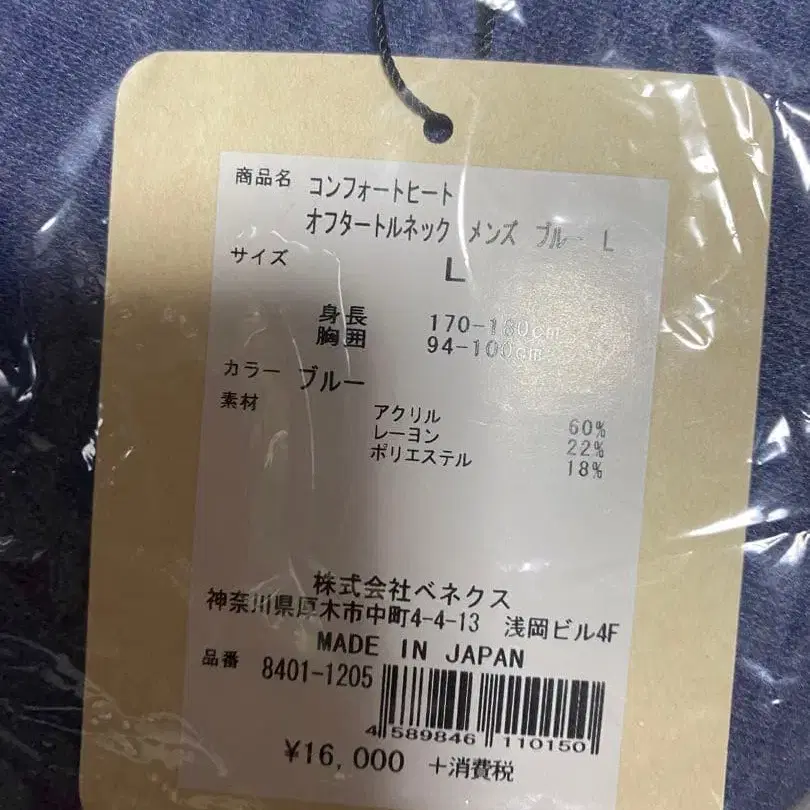 商品名 コンフォートヒート
オフタートルネック メンズ ブルー L
サイズ L
身長 170-180cm
胸囲 94-100cm
カラー ブルー
素材 アクリル 60%
レーヨン 22%
ポリエステル 18%
株式会社ベネクス
神奈川県厚木市中町4-4-13 浅岡ビル4F
MADE IN JAPAN
品番 8401-1205
4 589846 110150
¥16,000 +消費税